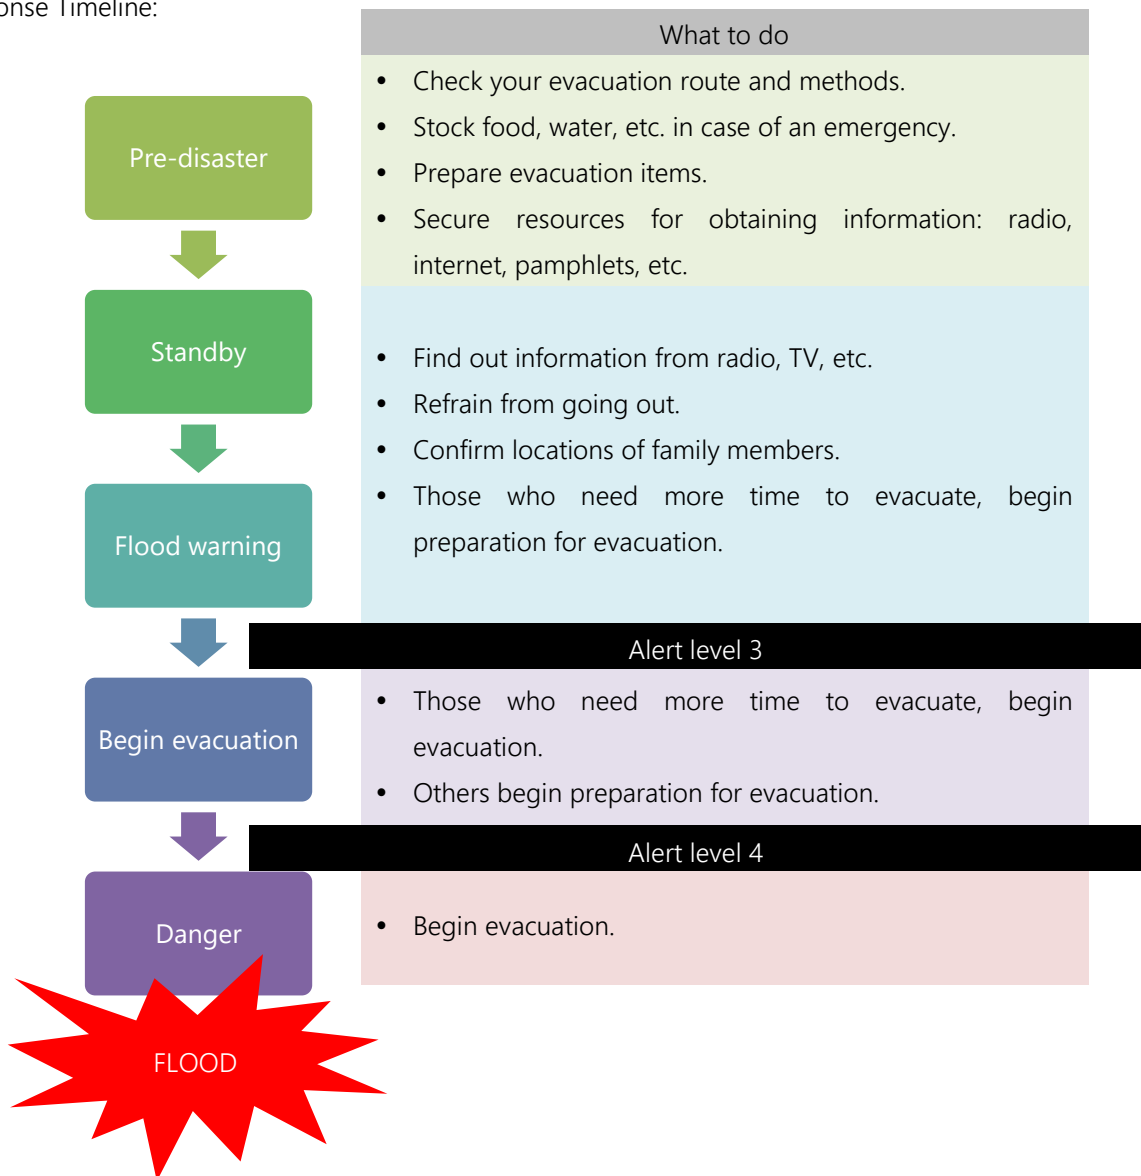 onse Timeline:
What to do
Pre-disaster
• Check your evacuation route and methods.
• Stock food, water, etc. in case of an emergency.
• Prepare evacuation items.
• Secure resources for obtaining information: radio,
internet, pamphlets, etc.
Standby
Flood warning
• Find out information from radio, TV, etc.
• Refrain from going out.
• Confirm locations of family members.
• Those who need more time to evacuate, begin
preparation for evacuation.
Alert level 3
Begin evacuation
• Those who need more time to evacuate, begin
evacuation.
• Others begin preparation for evacuation.
Alert level 4
Danger
• Begin evacuation.
FLOOD